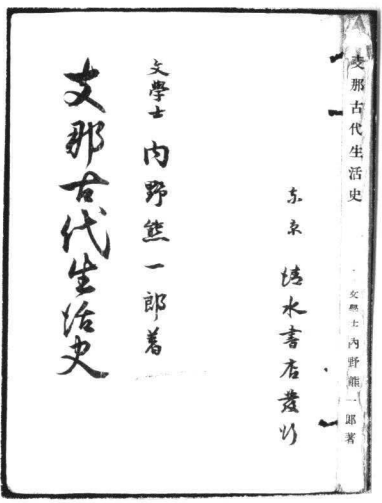 支那古代生活史
文學士 内野熊一郎著
東京 清水書店發行
文學士 内野熊一郎著
支那古代生活史